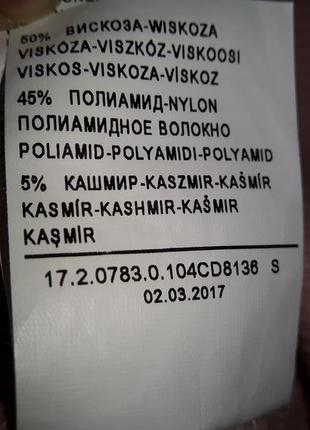 50% ВИСКОЗА-WISKOZA
VISKÓZA-VISZKÓZ-VISKOOSI
VISKOS-VISKOZA-VİSKOZ
45% ПОЛИАМИД-NYLON
ПОЛИАМИДНОЕ ВОЛОКНО
POLIAMID-POLYAMIDI-POLYAMID
5% КАШМИР-KASZMIR-KAŠMÍR
KASMÍR-KASHMIR-KAŠMIR
KAŞMİR
17.2.0783.0.104CD8136 S
02.03.2017